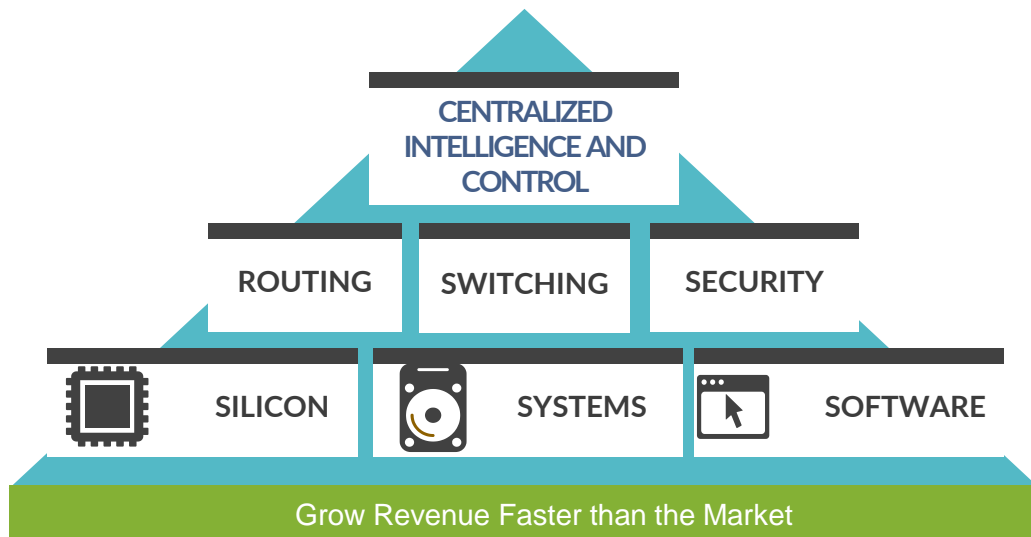 CENTRALIZED
INTELLIGENCE AND
CONTROL
ROUTING
SWITCHING
SECURITY
SILICON
SYSTEMS
SOFTWARE
Grow Revenue Faster than the Market